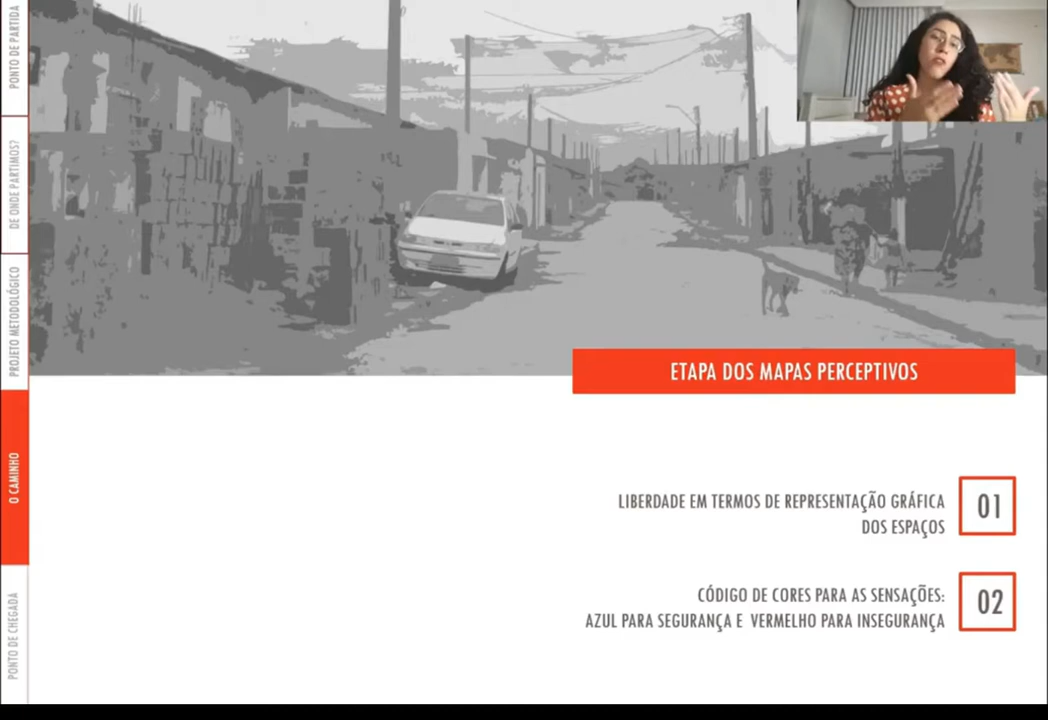 PONTO DE PARTIDA
DE ONDE PARTIMOS?
PROJETO METODOLÓGICO
O CAMINHO
PONTO DE CHEGADA
ETAPA DOS MAPAS PERCEPTIVOS
LIBERDADE EM TERMOS DE REPRESENTAÇÃO GRÁFICA
DOS ESPAÇOS
01
CÓDIGO DE CORES PARA AS SENSAÇÕES:
AZUL PARA SEGURANÇA E VERMELHO PARA INSEGURANÇA
02